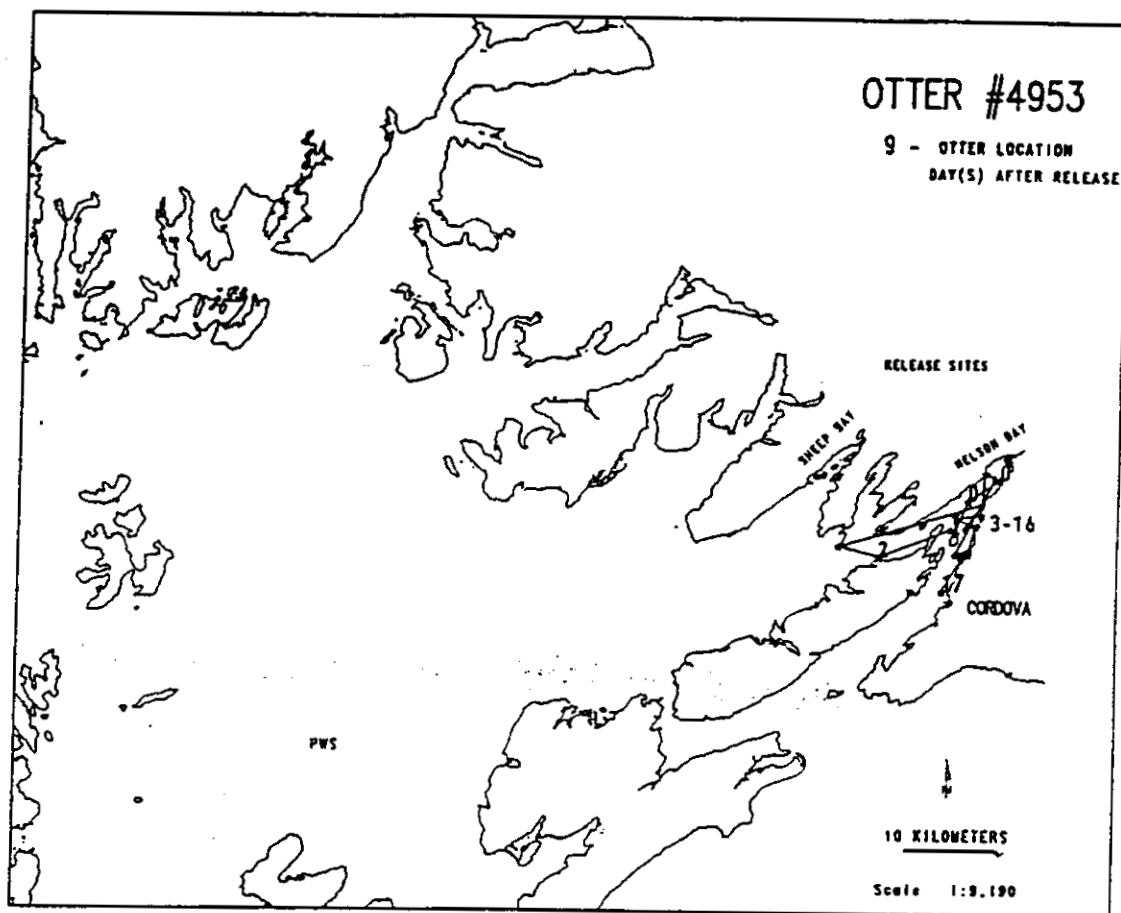 OTTER #4953
9 - OTTER LOCATION
DAY(S) AFTER RELEASE
RELEASE SITES
SHEEP BAY
NELSON BAY
3-16
2
CORDOVA
PWS
N
10 KILOMETERS
Scale 1:9,190